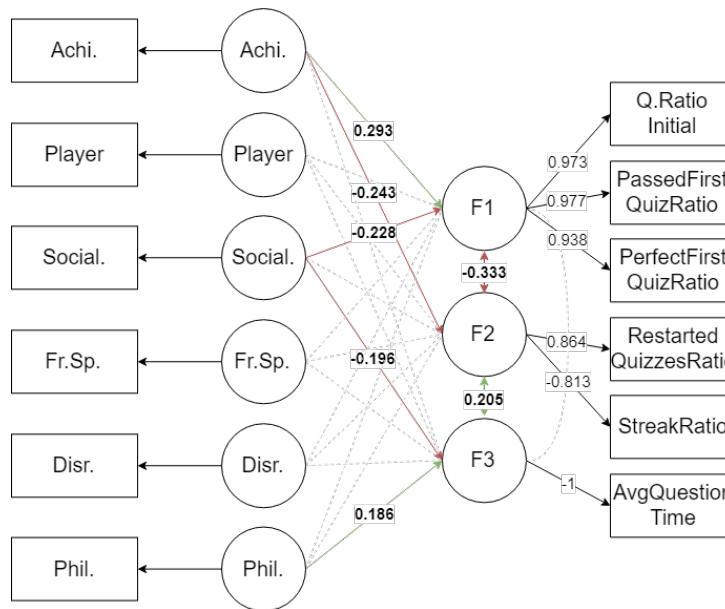 Achi.
Achi.
Q.Ratio
Initial
0.293
0.973
Player
Player
PassedFirst
QuizRatio
-0.243
0.977
F1
Social.
Social.
-0.228
0.938
PerfectFirst
QuizRatio
-0.333
Fr.Sp.
Fr.Sp.
-0.196
F2
0.864
Restarted
QuizzesRatio
-0.813
0.205
StreakRatio
Disr.
Disr.
F3
-1
AvgQuestion
Time
0.186
Phil.
Phil.